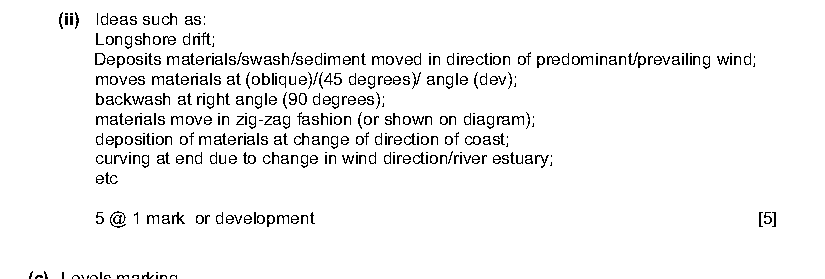 (ii) Ideas such as:
Longshore drift;
Deposits materials/swash/sediment moved in direction of predominant/prevailing wind;
moves materials at (oblique)/(45 degrees)/ angle (dev);
backwash at right angle (90 degrees);
materials move in zig-zag fashion (or shown on diagram);
deposition of materials at change of direction of coast;
curving at end due to change in wind direction/river estuary;
etc
5 @ 1 mark or development [5]
(c) Levels marking